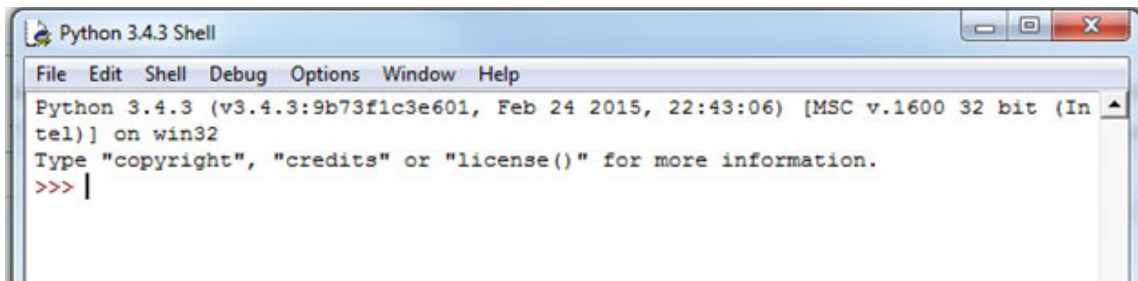 Python 3.4.3 Shell
File Edit Shell Debug Options Window Help
Python 3.4.3 (v3.4.3:9b73f1c3e601, Feb 24 2015, 22:43:06) [MSC v.1600 32 bit (In
tel)] on win32
Type "copyright", "credits" or "license()" for more information.
>>>